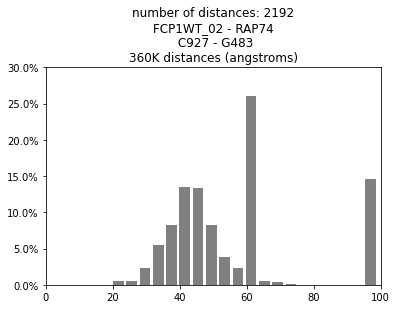 number of distances: 2192
FCP1WT_02 - RAP74
C927 - G483
360K distances (angstroms)
30.0%
25.0%
20.0%
15.0%
10.0%
5.0%
0.0%
0 20 40 60 80 100